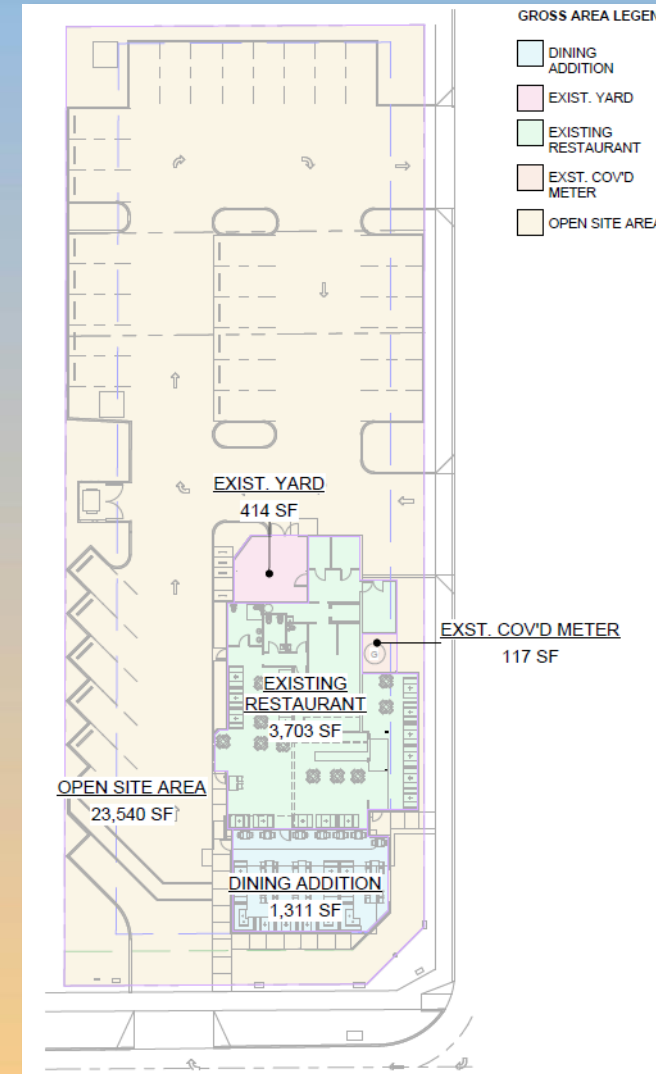 GROSS AREA LEGEN
DINING
ADDITION
EXIST. YARD
EXISTING
RESTAURANT
EXST. COV'D
METER
OPEN SITE AREA
EXIST. YARD
414 SF
EXST. COV'D METER
117 SF
G
EXISTING
RESTAURANT
3,703 SF
OPEN SITE AREA
23,540 SF
DINING ADDITION
1,311 SF